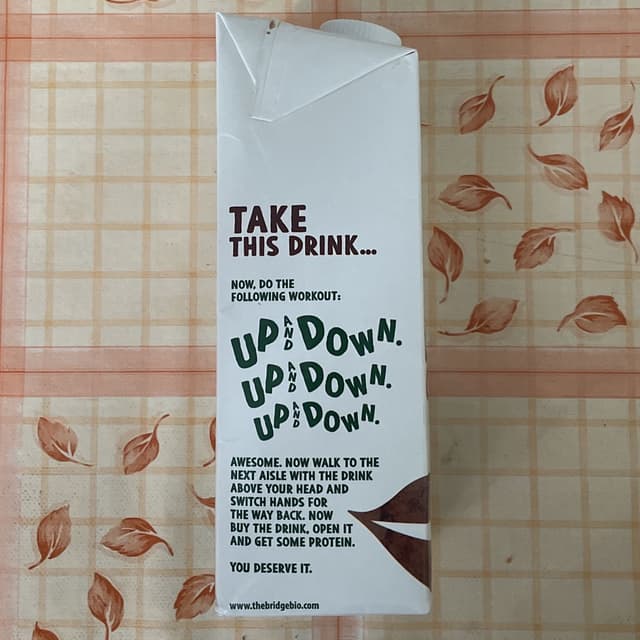 TAKE
THIS DRINK...
NOW, DO THE
FOLLOWING WORKOUT:
UP AND DOWN.
UP AND DOWN.
UP AND DOWN.
AWESOME. NOW WALK TO THE
NEXT AISLE WITH THE DRINK
ABOVE YOUR HEAD AND
SWITCH HANDS FOR
THE WAY BACK. NOW
BUY THE DRINK, OPEN IT
AND GET SOME PROTEIN.
YOU DESERVE IT.
www.thebridgebio.com